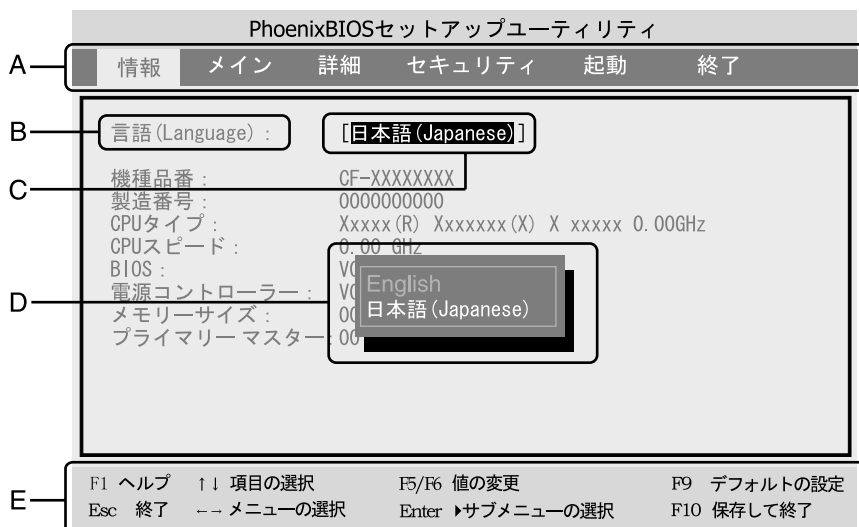 PhoenixBIOSセットアップユーティリティ
A 情報 メイン 詳細 セキュリティ 起動 終了
B 言語(Language) : [日本語(Japanese)]
C
機種品番 : CF-XXXXXXXX
製造番号 : 0000000000
CPUタイプ : Xxxxx(R) Xxxxxxx(X) X xxxxx 0.00GHz
CPUスピード : 0.00 GHz
BIOS :
電源コントローラー :
メモリーサイズ :
プライマリー マスター: 00
D
English
日本語(Japanese)
E
F1 ヘルプ ↑↓ 項目の選択 F5/F6 値の変更 F9 デフォルトの設定
Esc 終了 ←→ メニューの選択 Enter ▶サブメニューの選択 F10 保存して終了